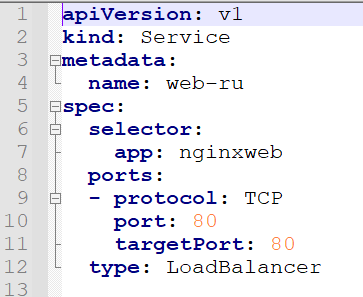 1 apiVersion: v1
2 kind: Service
3 metadata:
4   name: web-ru
5 spec:
6   selector:
7     app: nginxweb
8   ports:
9   - protocol: TCP
10     port: 80
11     targetPort: 80
12   type: LoadBalancer
13